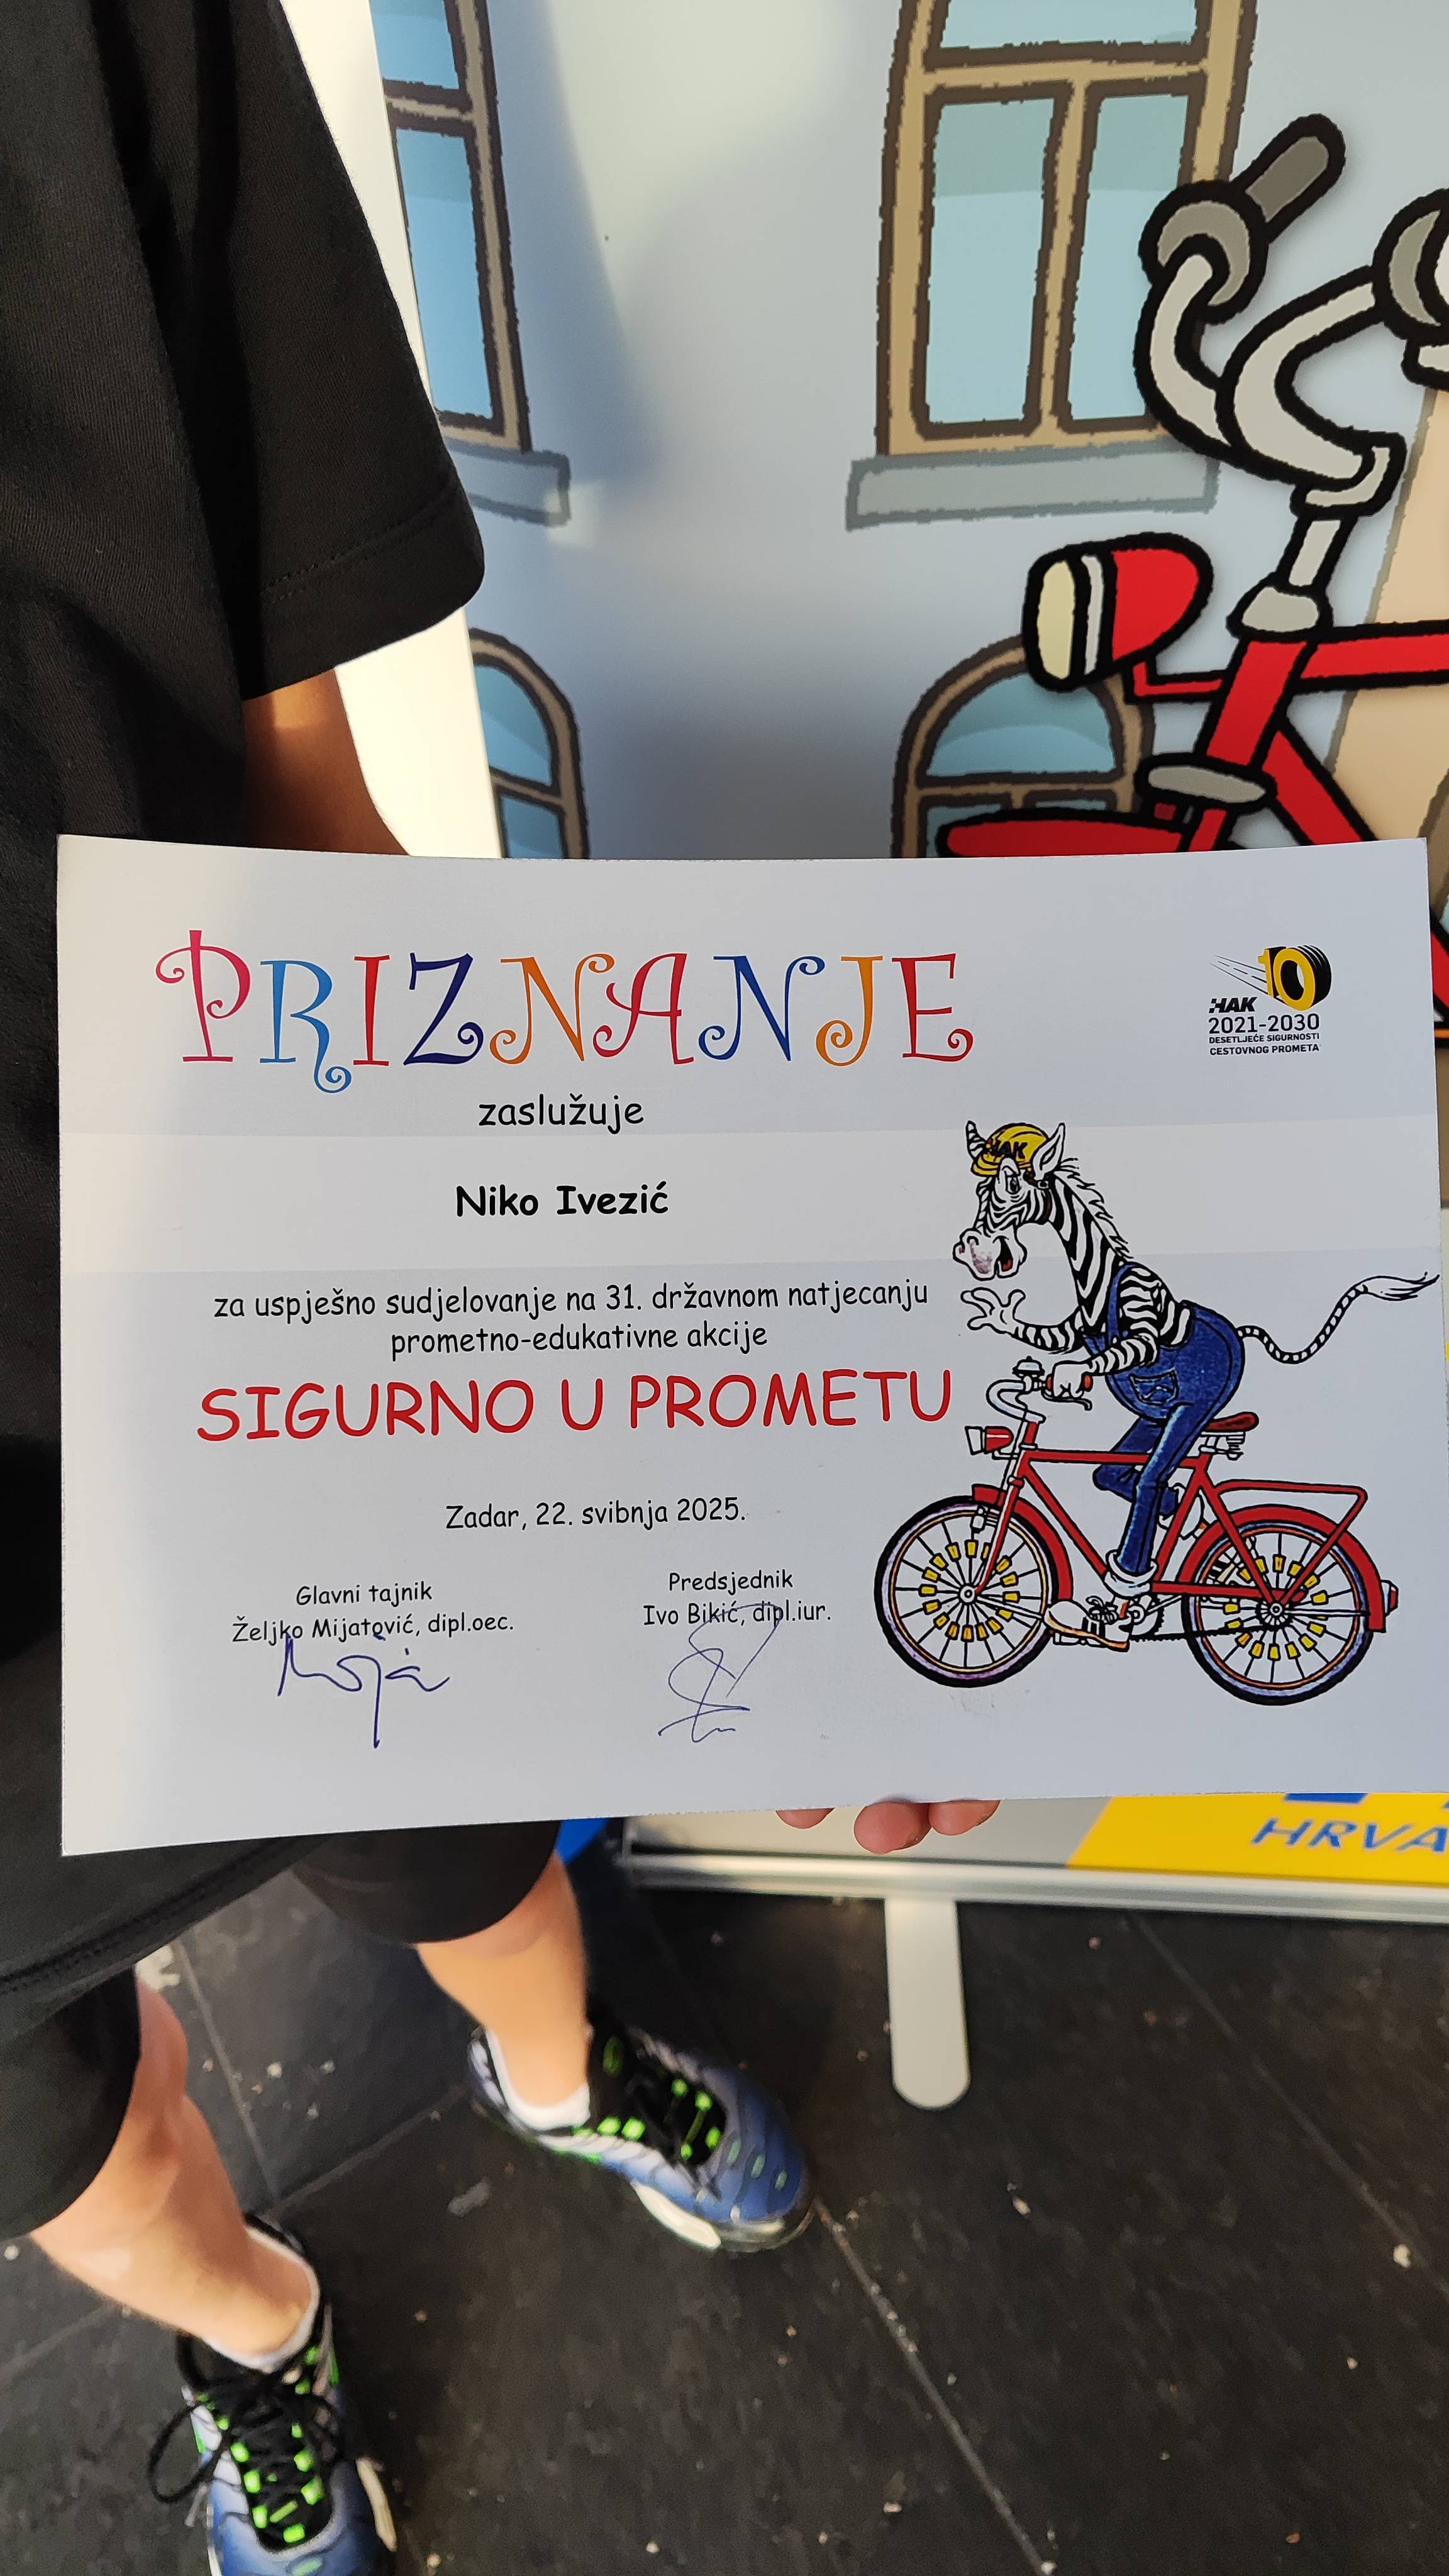 PRIZNANJE
HAK
2021-2030
DESETLJEĆE SIGURNOSTI
CESTOVNOG PROMETA
zaslužuje
HAK
Niko Ivezić
za uspješno sudjelovanje na 31. državnom natjecanju
prometno-edukativne akcije
SIGURNO U PROMETU
Zadar, 22. svibnja 2025.
Glavni tajnik
Željko Mijatović, dipl.oec.
Predsjednik
Ivo Bikić, dipl.iur.
HRVA